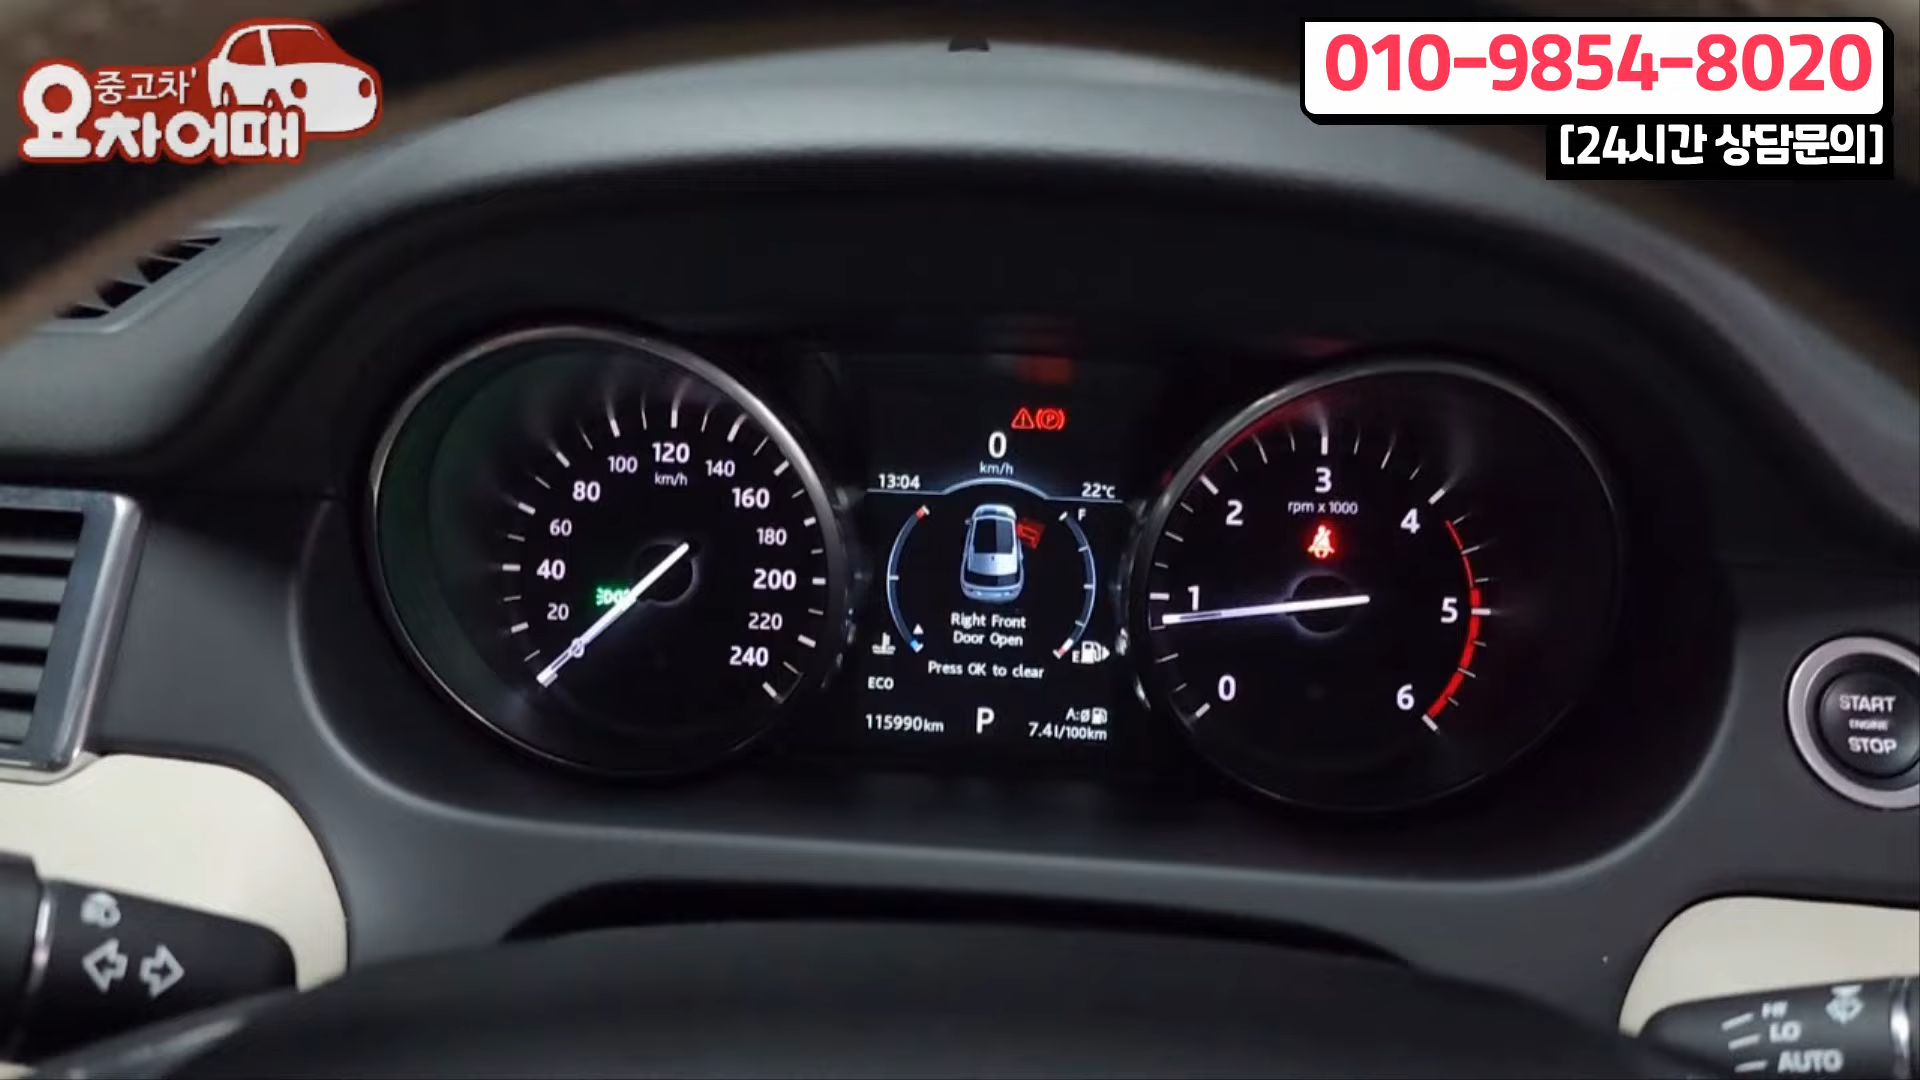 중고차
요차어때
010-9854-8020
[24시간 상담문의]
0
km/h
13:04
22°C
F
Right Front
Door Open
Press OK to clear
E
ECO
115990km
P
A:Ø
7.4l/100km
0
20
40
60
80
100
120
km/h
140
160
180
200
220
240
0
1
2
3
rpm x 1000
4
5
6
START
ENGINE
STOP
HI
LO
AUTO